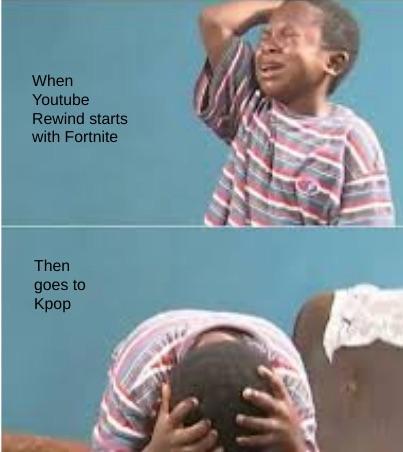 When
Youtube
Rewind starts
with Fortnite
Then
goes to
Kpop